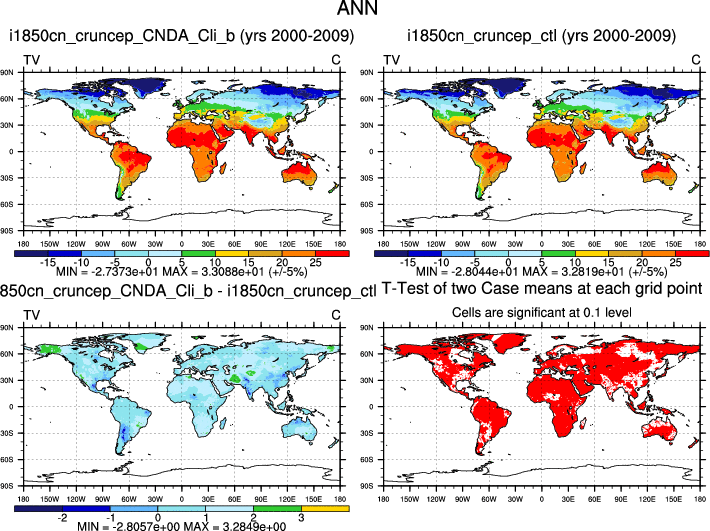 ANN
i1850cn_cruncep_CNDA_Cli_b (yrs 2000-2009)
TV C
90N
60N
30N
0
30S
60S
90S
180 150W 120W 90W 60W 30W 0 30E 60E 90E 120E 150E 180
-15 -10 -5 0 5 10 15 20 25
MIN = -2.7373e+01 MAX = 3.3088e+01 (+/-5%)
i1850cn_cruncep_ctl (yrs 2000-2009)
TV C
90N
60N
30N
0
30S
60S
90S
180 150W 120W 90W 60W 30W 0 30E 60E 90E 120E 150E 180
-15 -10 -5 0 5 10 15 20 25
MIN = -2.8044e+01 MAX = 3.2819e+01 (+/-5%)
850cn_cruncep_CNDA_Cli_b - i1850cn_cruncep_ctl
TV C
90N
60N
30N
0
30S
60S
90S
180 150W 120W 90W 60W 30W 0 30E 60E 90E 120E 150E 180
-2 -1 0 1 2 3
MIN = -2.8057e+00 MAX = 3.2849e+00
T-Test of two Case means at each grid point
Cells are significant at 0.1 level
90N
60N
30N
0
30S
60S
90S
180 150W 120W 90W 60W 30W 0 30E 60E 90E 120E 150E 180